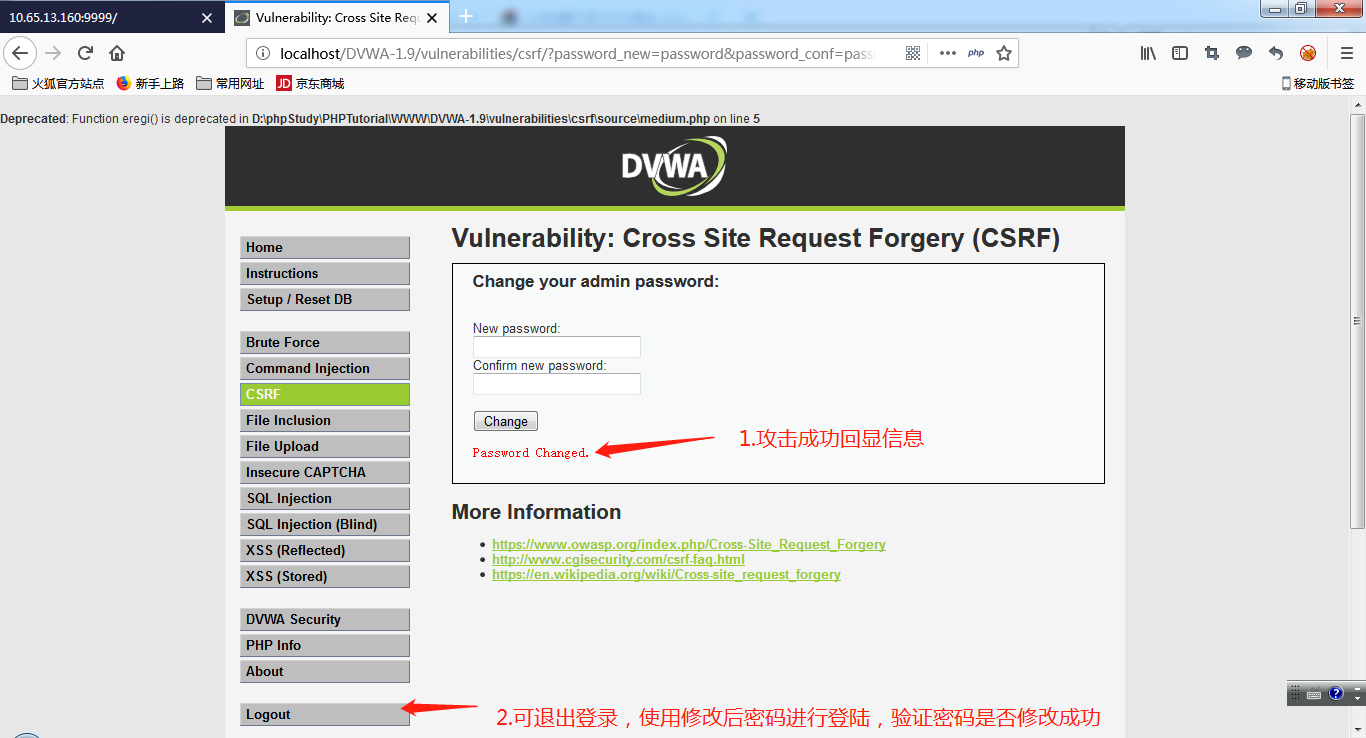 10.65.13.160:9999/
Vulnerability: Cross Site Requ
localhost/DVWA-1.9/vulnerabilities/csrf/?password_new=password&password_conf=pass
php
火狐官方站点 新手上路 常用网址 JD 京东商城 移动版书签
Deprecated: Function eregi() is deprecated in D:\phpStudy\PHPTutorial\WWW\DVWA-1.9\vulnerabilities\csrf\source\medium.php on line 5
DVWA
Home
Instructions
Setup / Reset DB
Brute Force
Command Injection
CSRF
File Inclusion
File Upload
Insecure CAPTCHA
SQL Injection
SQL Injection (Blind)
XSS (Reflected)
XSS (Stored)
DVWA Security
PHP Info
About
Logout
Vulnerability: Cross Site Request Forgery (CSRF)
Change your admin password:
New password:
Confirm new password:
Change
Password Changed.
1.攻击成功回显信息
More Information
https://www.owasp.org/index.php/Cross-Site_Request_Forgery
http://www.cgisecurity.com/csrf-faq.html
https://en.wikipedia.org/wiki/Cross-site_request_forgery
2.可退出登录，使用修改后密码进行登陆，验证密码是否修改成功